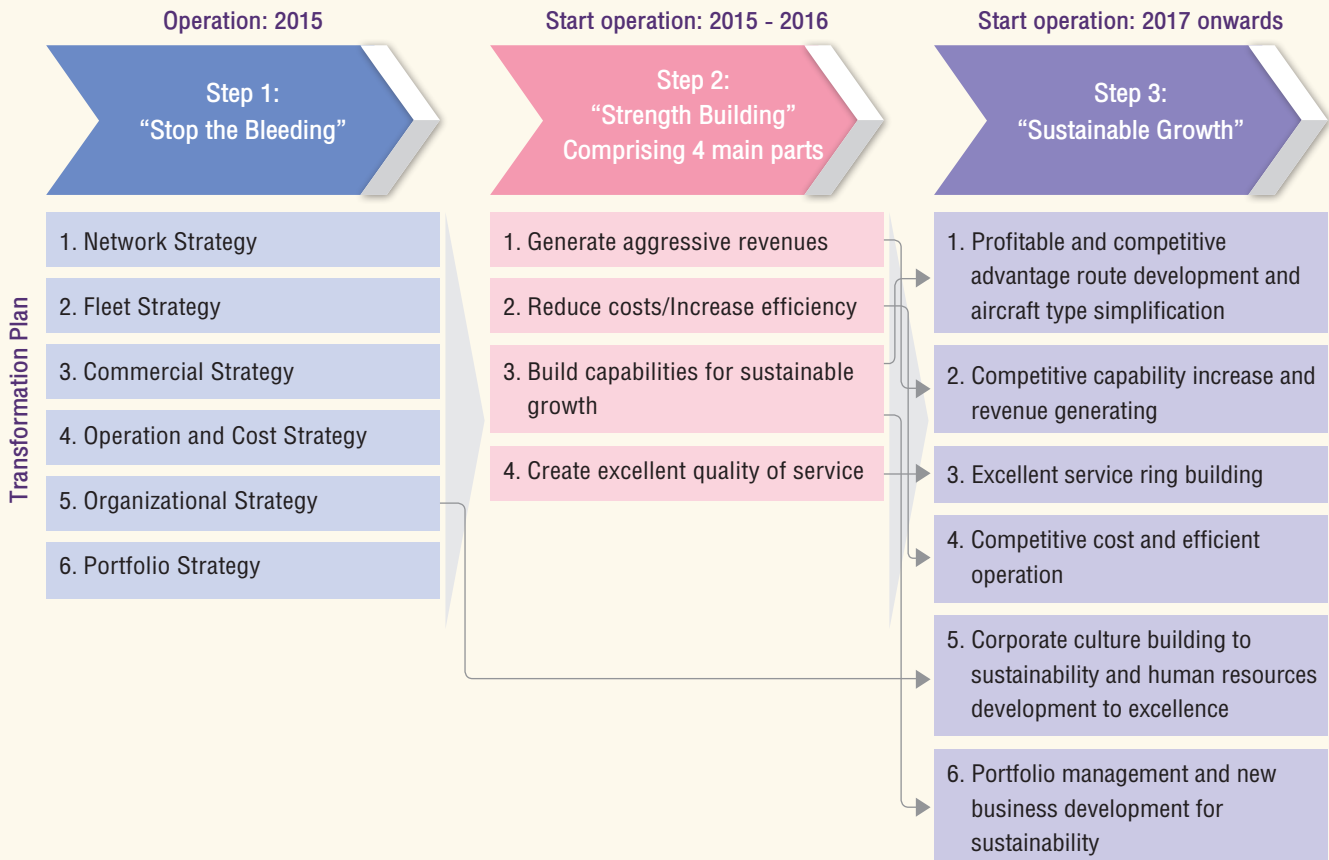 Operation: 2015
Start operation: 2015 - 2016
Start operation: 2017 onwards
Step 1:
“Stop the Bleeding”
Step 2:
“Strength Building”
Comprising 4 main parts
Step 3:
“Sustainable Growth”
Transformation Plan
1. Network Strategy
2. Fleet Strategy
3. Commercial Strategy
4. Operation and Cost Strategy
5. Organizational Strategy
6. Portfolio Strategy
1. Generate aggressive revenues
2. Reduce costs/Increase efficiency
3. Build capabilities for sustainable
growth
4. Create excellent quality of service
1. Profitable and competitive
advantage route development and
aircraft type simplification
2. Competitive capability increase and
revenue generating
3. Excellent service ring building
4. Competitive cost and efficient
operation
5. Corporate culture building to
sustainability and human resources
development to excellence
6. Portfolio management and new
business development for
sustainability